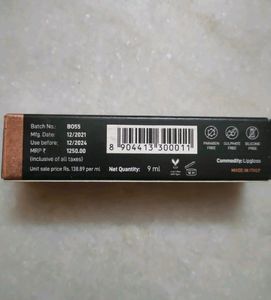 Batch No.: BO55
Mfg. Date: 12/2021
Use before: 12/2024
MRP ₹ 1250.00
(inclusive of all taxes)
Unit sale price Rs. 138.89 per ml
8 904413 300011
Net Quantity: 9 ml
PARABEN FREE
SULPHATE FREE
SILICONE FREE
Commodity: Lipgloss
MADE IN ITALY